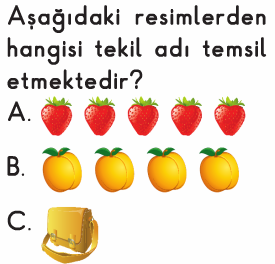 Aşağıdaki resimlerden
hangisi tekil adı temsil
etmektedir?
A.
B.
C.